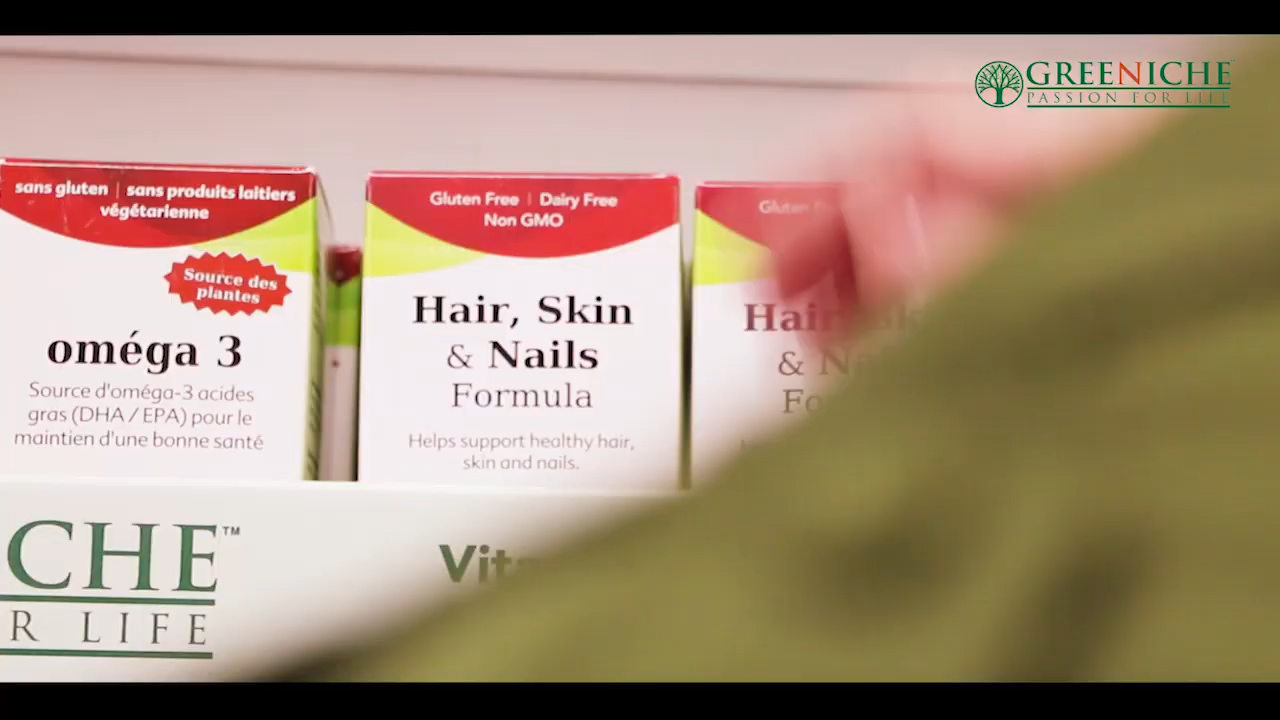 GREENICHE
PASSION FOR LIFE
sans gluten | sans produits laitiers
végétarienne
Source des
plantes
oméga 3
Source d'oméga-3 acides
gras (DHA / EPA) pour le
maintien d'une bonne santé
Gluten Free | Dairy Free
Non GMO
Hair, Skin
& Nails
Formula
Helps support healthy hair,
skin and nails.
Gluten
Hair,
&
CHE™
R LIFE